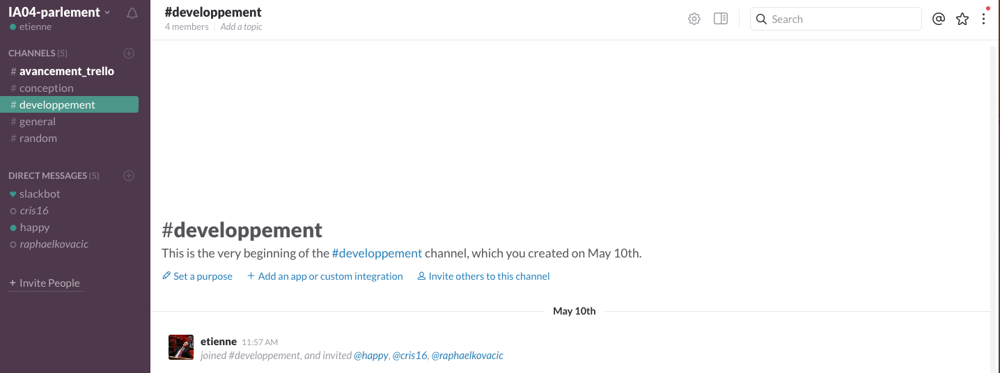 IA04-parlement
etienne
CHANNELS (5)
# avancement_trello
# conception
# developpement
# general
# random
DIRECT MESSAGES (5)
slackbot
cris16
happy
raphaelkovacic
+ Invite People
#developpement
4 members | Add a topic
Search
#developpement
This is the very beginning of the #developpement channel, which you created on May 10th.
Set a purpose + Add an app or custom integration Invite others to this channel
May 10th
etienne 11:57 AM
joined #developpement, and invited @happy, @cris16, @raphaelkovacic